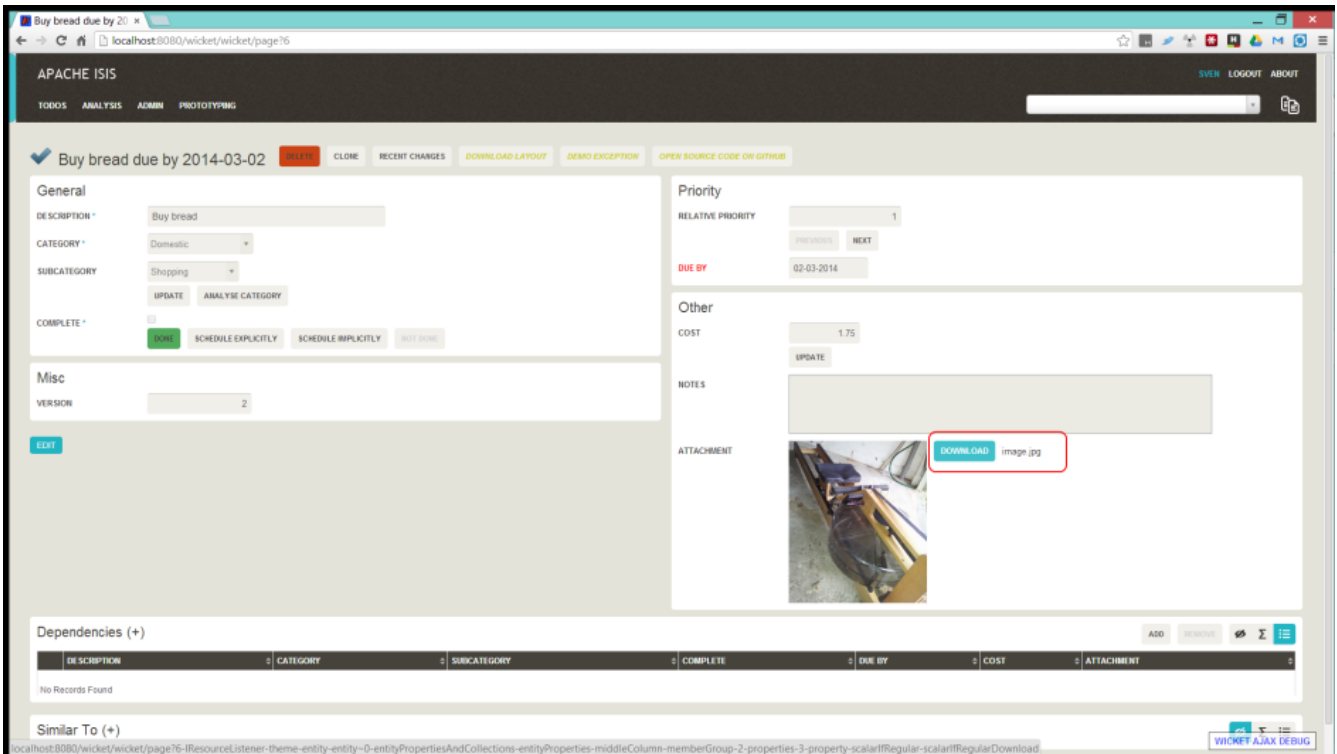 Buy bread due by 20 ×
localhost:8080/wicket/wicket/page?6
APACHE ISIS
SVEN LOGOUT ABOUT
TODOS ANALYSIS ADMIN PROTOTYPING
Buy bread due by 2014-03-02 DELETE CLONE RECENT CHANGES DOWNLOAD LAYOUT DEMO EXCEPTION OPEN SOURCE CODE ON GITHUB
General
DESCRIPTION * Buy bread
CATEGORY * Domestic
SUBCATEGORY Shopping
UPDATE ANALYSE CATEGORY
COMPLETE *
DONE SCHEDULE EXPLICITLY SCHEDULE IMPLICITLY NOT DONE
Misc
VERSION 2
EDIT
Priority
RELATIVE PRIORITY 1
PREVIOUS NEXT
DUE BY 02-03-2014
Other
COST 1.75
UPDATE
NOTES
ATTACHMENT DOWNLOAD image.jpg
Dependencies (+)
ADD REMOVE Σ
DESCRIPTION CATEGORY SUBCATEGORY COMPLETE DUE BY COST ATTACHMENT
No Records Found
Similar To (+)
localhost:8080/wicket/wicket/page?6-IResourceListener-theme-entity-entity~0-entityPropertiesAndCollections-entityProperties-middleColumn-memberGroup-2-properties-3-property-scalarIfRegular-scalarIfRegularDownload
WICKET AJAX DEBUG